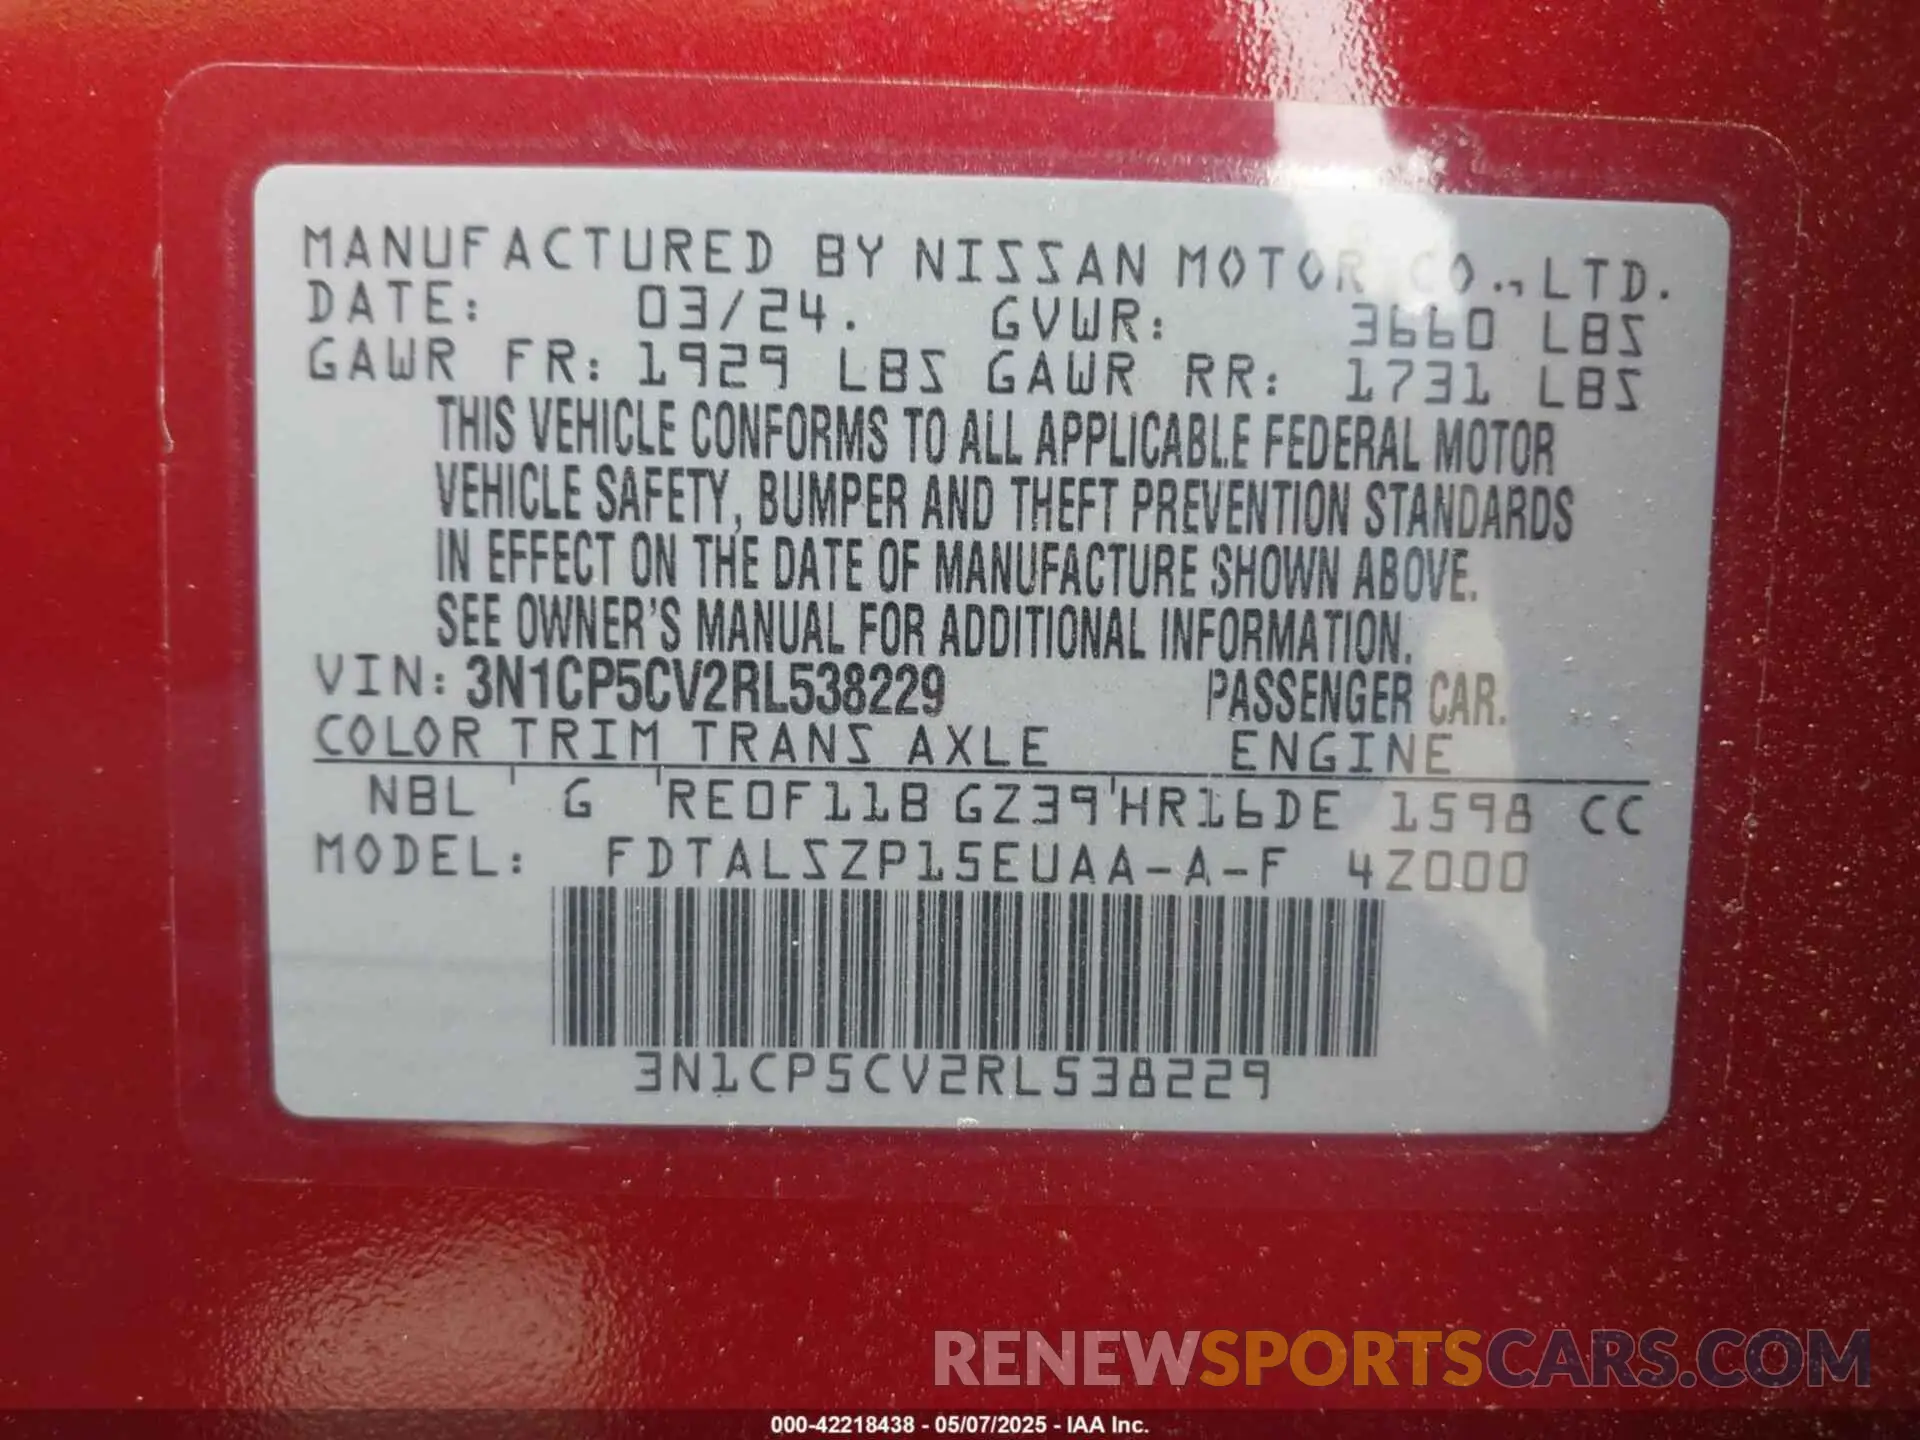 MANUFACTURED BY NISSAN MOTOR CO., LTD.
DATE: 03/24. GVWR: 3660 LBS
GAWR FR: 1929 LBS GAWR RR: 1731 LBS
THIS VEHICLE CONFORMS TO ALL APPLICABLE FEDERAL MOTOR
VEHICLE SAFETY, BUMPER AND THEFT PREVENTION STANDARDS
IN EFFECT ON THE DATE OF MANUFACTURE SHOWN ABOVE.
SEE OWNER'S MANUAL FOR ADDITIONAL INFORMATION.
VIN: 3N1CP5CV2RL538229 PASSENGER CAR.
COLOR TRIM TRANS AXLE ENGINE
NBL G RE0F11B GZ39 HR16DE 1598 CC
MODEL: FDTALSZP15EUAA-A-F 4Z000
3N1CP5CV2RL538229
RENEWSPORTSCARS.COM
000-42218438 - 05/07/2025 - IAA Inc.